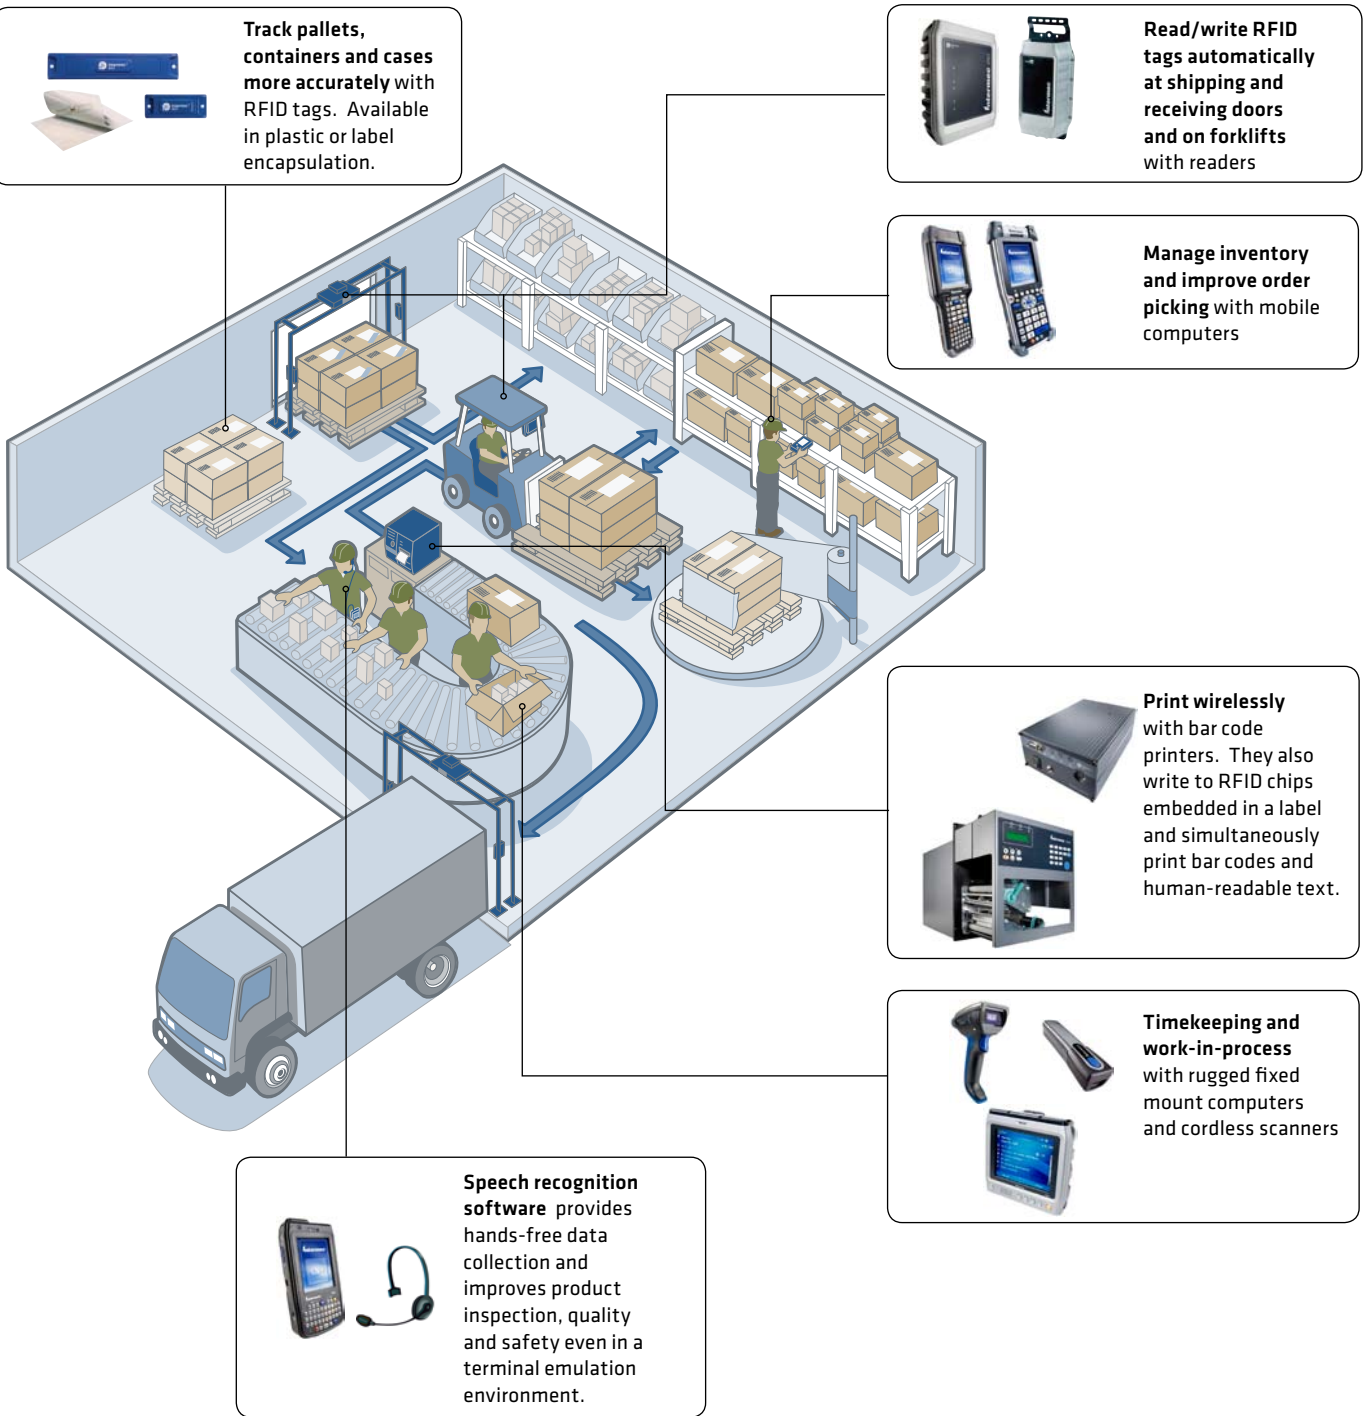 Track pallets,
containers and cases
more accurately with
RFID tags. Available
in plastic or label
encapsulation.
Read/write RFID
tags automatically
at shipping and
receiving doors
and on forklifts
with readers
Intermec
Intermec
Manage inventory
and improve order
picking with mobile
computers
Print wirelessly
with bar code
printers. They also
write to RFID chips
embedded in a label
and simultaneously
print bar codes and
human-readable text.
Timekeeping and
work-in-process
with rugged fixed
mount computers
and cordless scanners
Speech recognition
software provides
hands-free data
collection and
improves product
inspection, quality
and safety even in a
terminal emulation
environment.